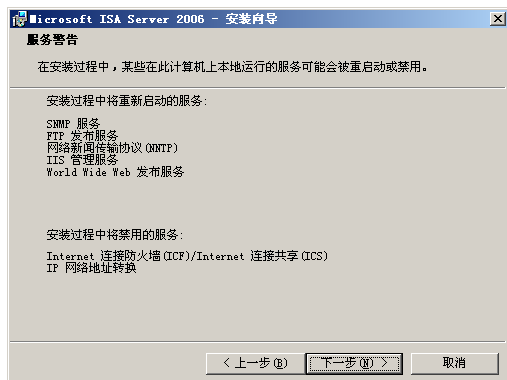 Microsoft ISA Server 2006 - 安装向导
服务警告
在安装过程中，某些在此计算机上本地运行的服务可能会被重启动或禁用。
安装过程中将重新启动的服务:
SNMP 服务
FTP 发布服务
网络新闻传输协议(NNTP)
IIS 管理服务
World Wide Web 发布服务
安装过程中将禁用的服务:
Internet 连接防火墙(ICF)/Internet 连接共享(ICS)
IP 网络地址转换
< 上一步(B)
下一步(N) >
取消